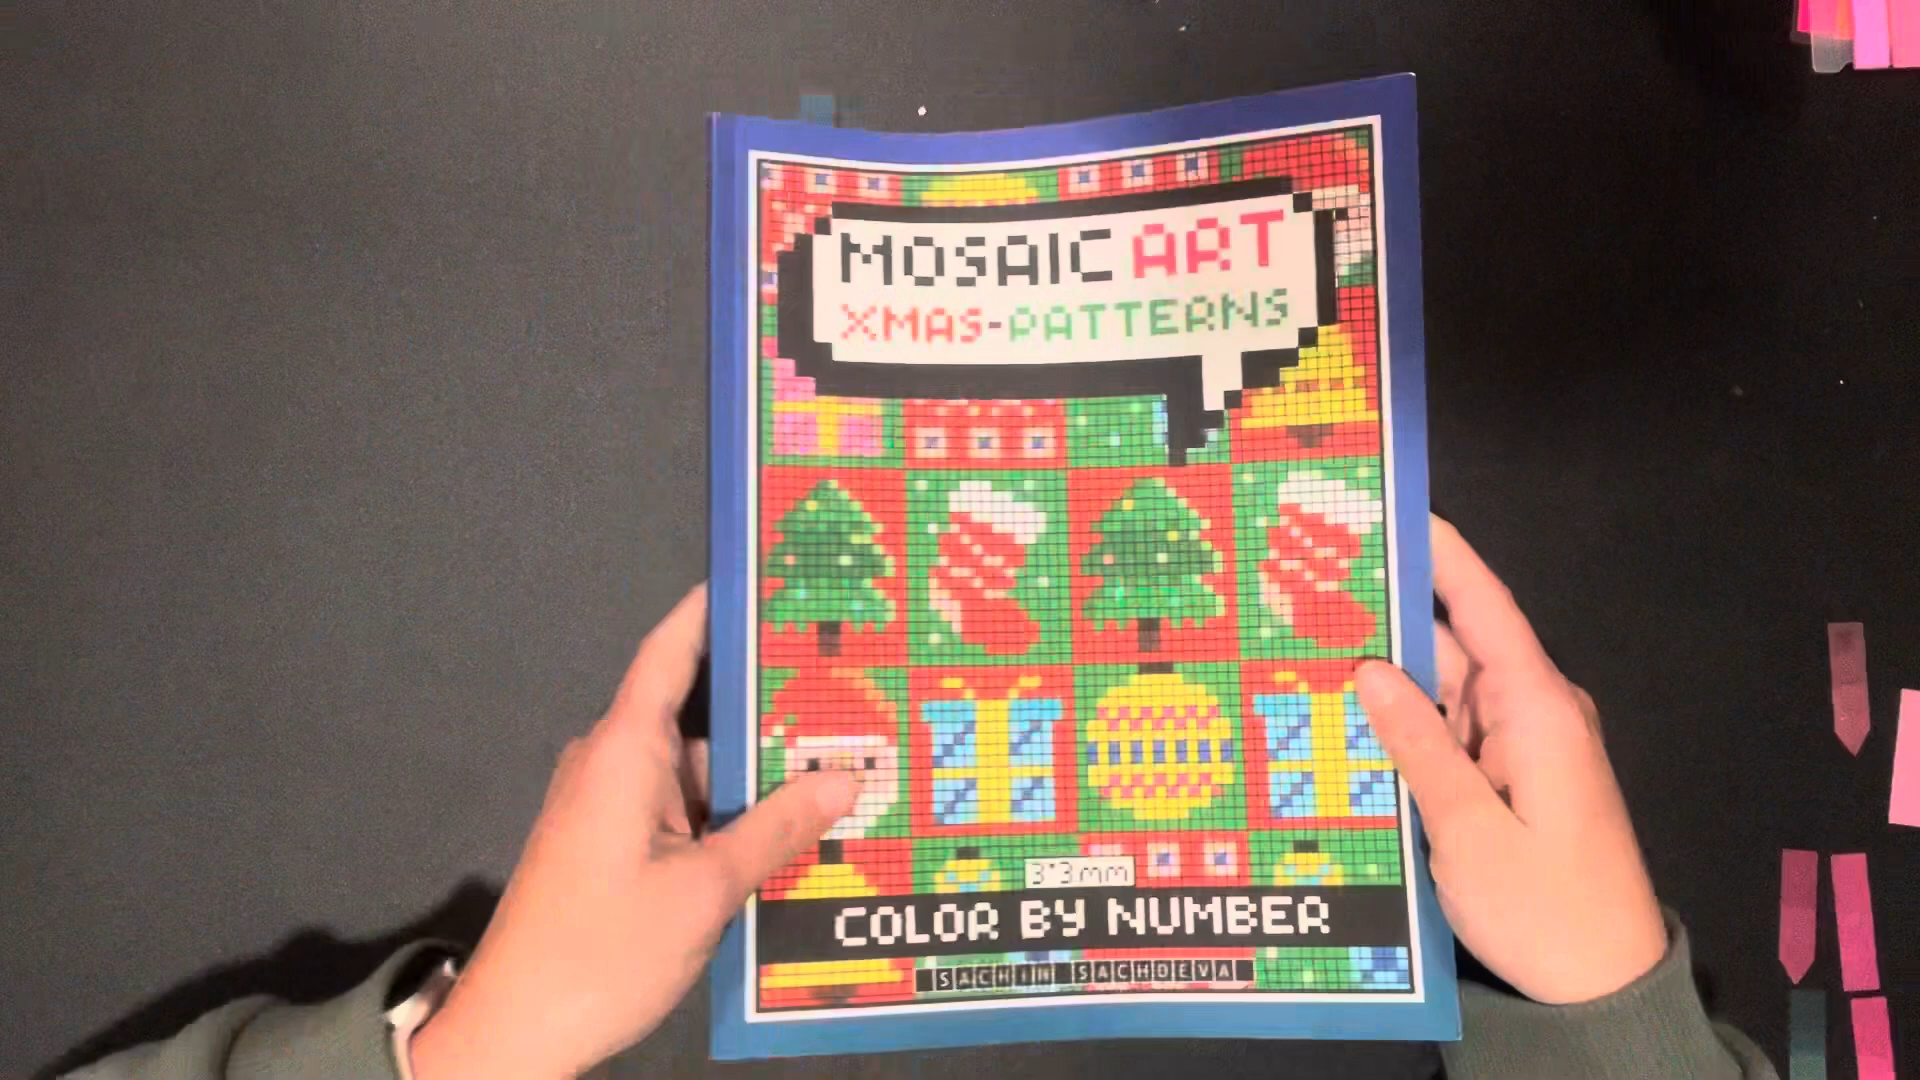 MOSAIC ART
XMAS-PATTERNS
3*3mm
COLOR BY NUMBER
SACHIN SACHDEVA